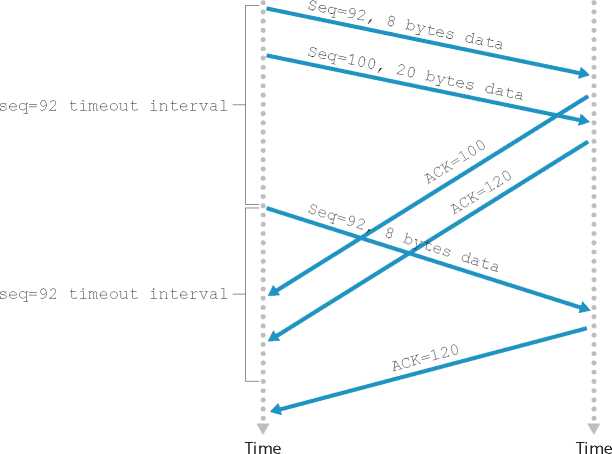 Seq=92, 8 bytes data
Seq=100, 20 bytes data
seq=92 timeout interval
ACK=100
ACK=120
Seq=92, 8 bytes data
seq=92 timeout interval
ACK=120
Time
Time